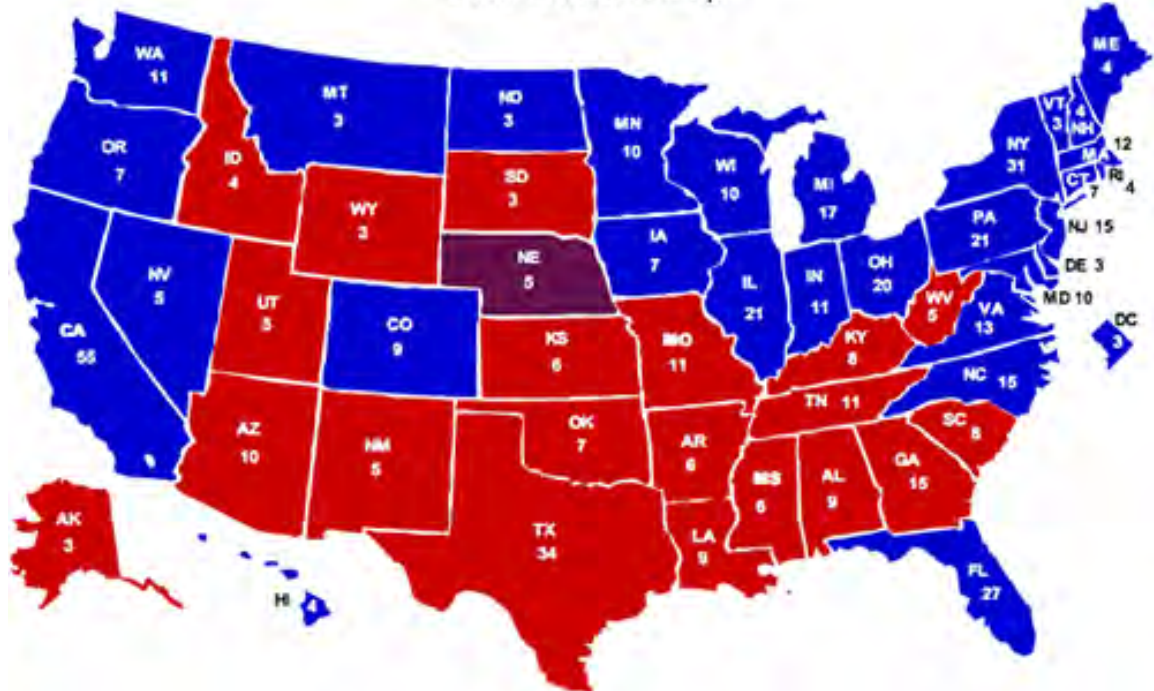 WA
11
MT
3
ND
3
MN
10
ME
4
VT
3
4
NH
OR
7
ID
4
WY
3
SD
3
WI
10
MI
17
NY
31
12
MA
RI
4
CT
7
NV
5
UT
5
CO
9
NE
5
IA
7
IL
21
IN
11
OH
20
PA
21
NJ 15
DE 3
MD 10
WV
5
VA
13
DC
3
CA
55
KS
6
MO
11
KY
8
NC 15
TN 11
AZ
10
NM
5
OK
7
AR
6
SC 8
MS
6
AL
9
GA
15
AK
3
TX
34
LA
9
FL
27
HI 4